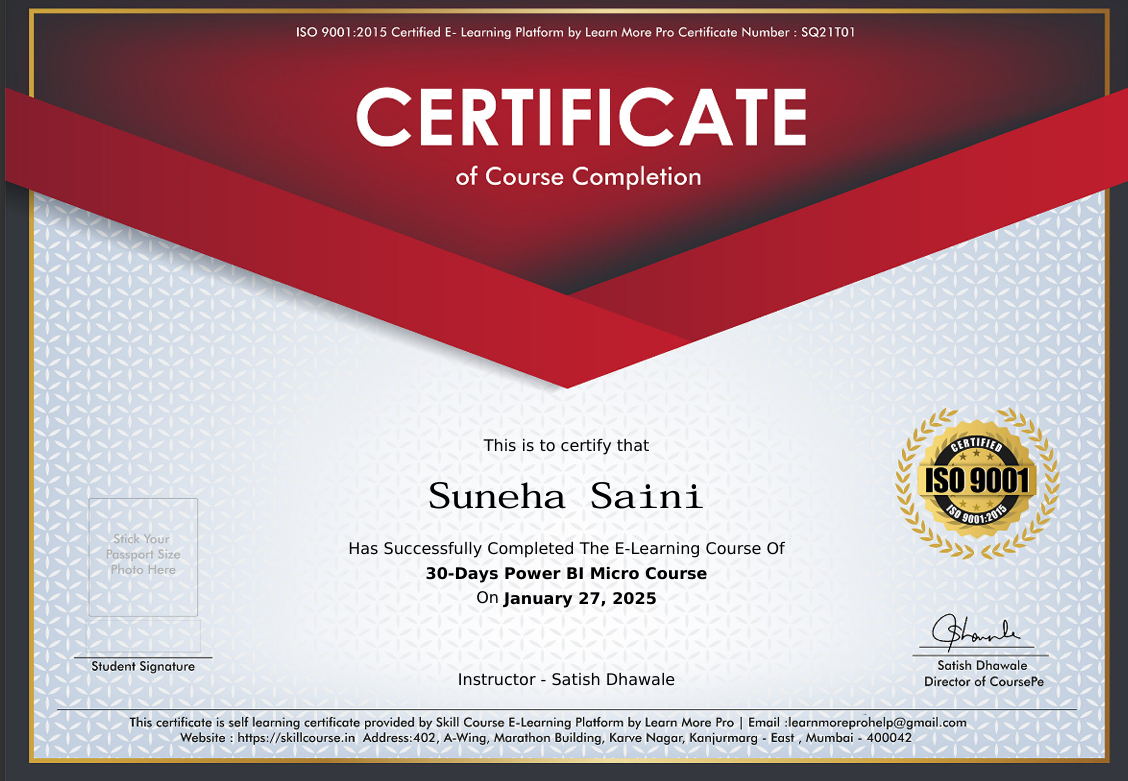 ISO 9001:2015 Certified E- Learning Platform by Learn More Pro Certificate Number : SQ21T01
CERTIFICATE
of Course Completion
This is to certify that
Suneha Saini
Has Successfully Completed The E-Learning Course Of
30-Days Power BI Micro Course
On January 27, 2025
CERTIFIED
ISO 9001
ISO 9001:2015
Stick Your
Passport Size
Photo Here
Student Signature
Instructor - Satish Dhawale
Satish Dhawale
Director of CoursePe
This certificate is self learning certificate provided by Skill Course E-Learning Platform by Learn More Pro | Email :learnmoreprohelp@gmail.com
Website : https://skillcourse.in Address:402, A-Wing, Marathon Building, Karve Nagar, Kanjurmarg - East , Mumbai - 400042